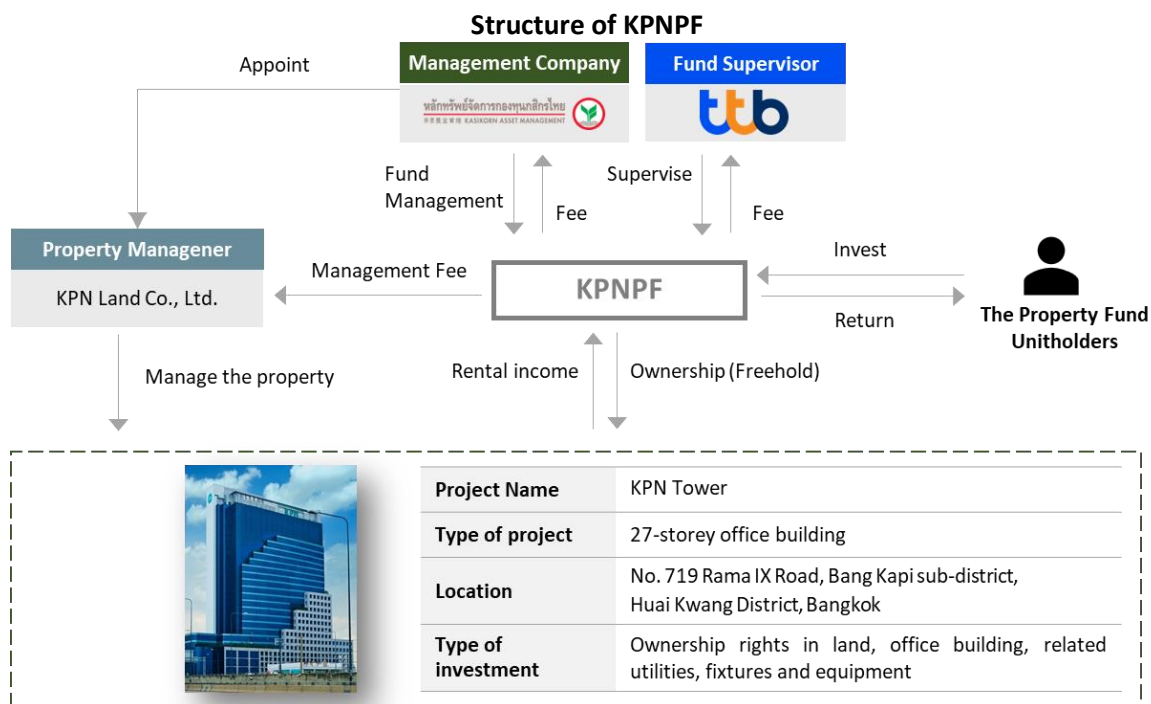 Structure of KPNPF
Appoint
Management Company
หลักทรัพย์จัดการกองทุนกสิกรไทย
KASIKORN ASSET MANAGEMENT
Fund Supervisor
ttb
Fund
Management
Fee
Supervise
Fee
Property Managener
KPN Land Co., Ltd.
Management Fee
KPNPF
Invest
Return
The Property Fund
Unitholders
Manage the property
Rental income
Ownership (Freehold)
Project Name
KPN Tower
Type of project
27-storey office building
Location
No. 719 Rama IX Road, Bang Kapi sub-district,
Huai Kwang District, Bangkok
Type of
investment
Ownership rights in land, office building, related
utilities, fixtures and equipment